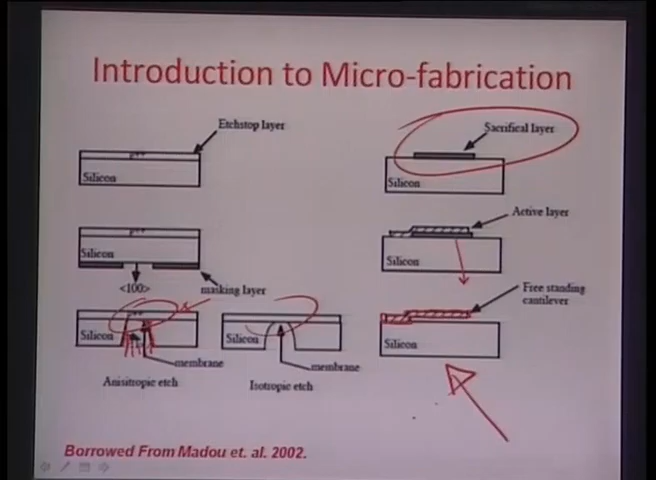 Introduction to Micro-fabrication
Etchstop layer
Silicon
Silicon
<100>
masking layer
Silicon
membrane
Anisitropic etch
Silicon
membrane
Isotropic etch
Sacrifical layer
Silicon
Active layer
Silicon
Free standing
cantilever
Silicon
Borrowed From Madou et. al. 2002.